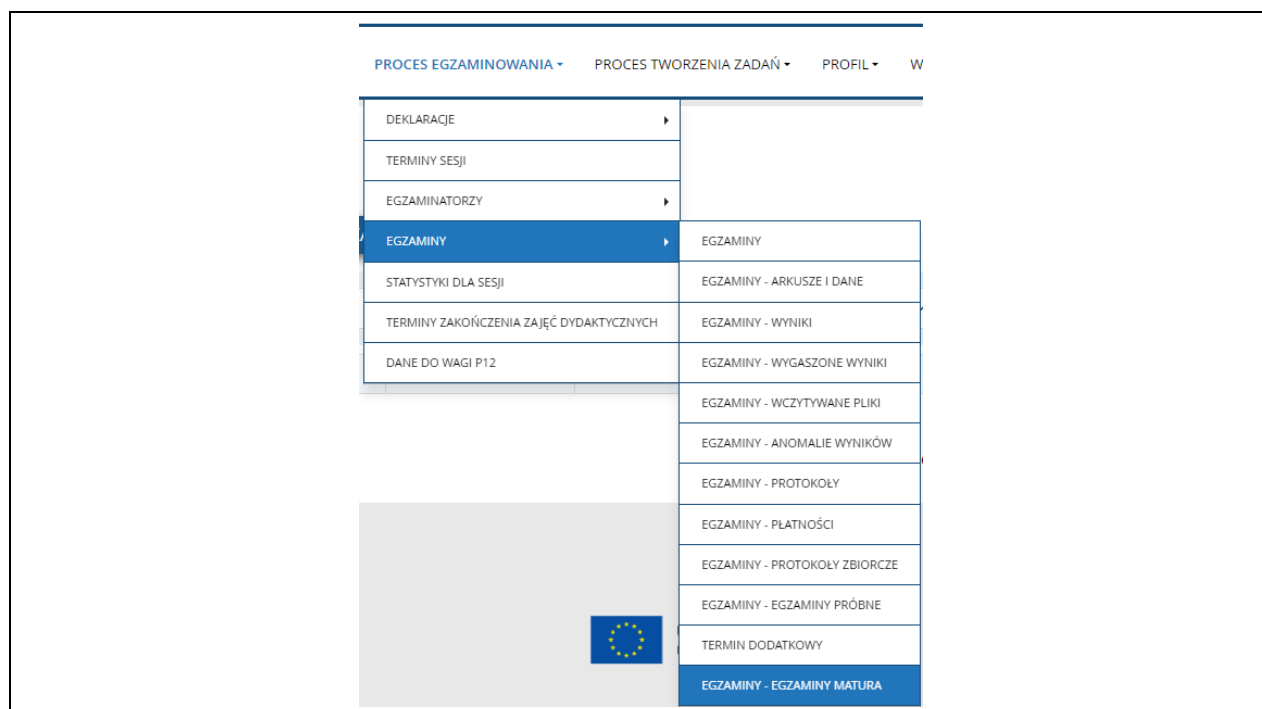 PROCES EGZAMINOWANIA PROCES TWORZENIA ZADAŃ PROFIL W
DEKLARACJE
TERMINY SESJI
EGZAMINATORZY
EGZAMINY
STATYSTYKI DLA SESJI
TERMINY ZAKOŃCZENIA ZAJĘĆ DYDAKTYCZNYCH
DANE DO WAGI P12
EGZAMINY
EGZAMINY - ARKUSZE I DANE
EGZAMINY - WYNIKI
EGZAMINY - WYGASZONE WYNIKI
EGZAMINY - WCZYTYWANE PLIKI
EGZAMINY - ANOMALIE WYNIKÓW
EGZAMINY - PROTOKOŁY
EGZAMINY - PŁATNOŚCI
EGZAMINY - PROTOKOŁY ZBIORCZE
EGZAMINY - EGZAMINY PRÓBNE
TERMIN DODATKOWY
EGZAMINY - EGZAMINY MATURA